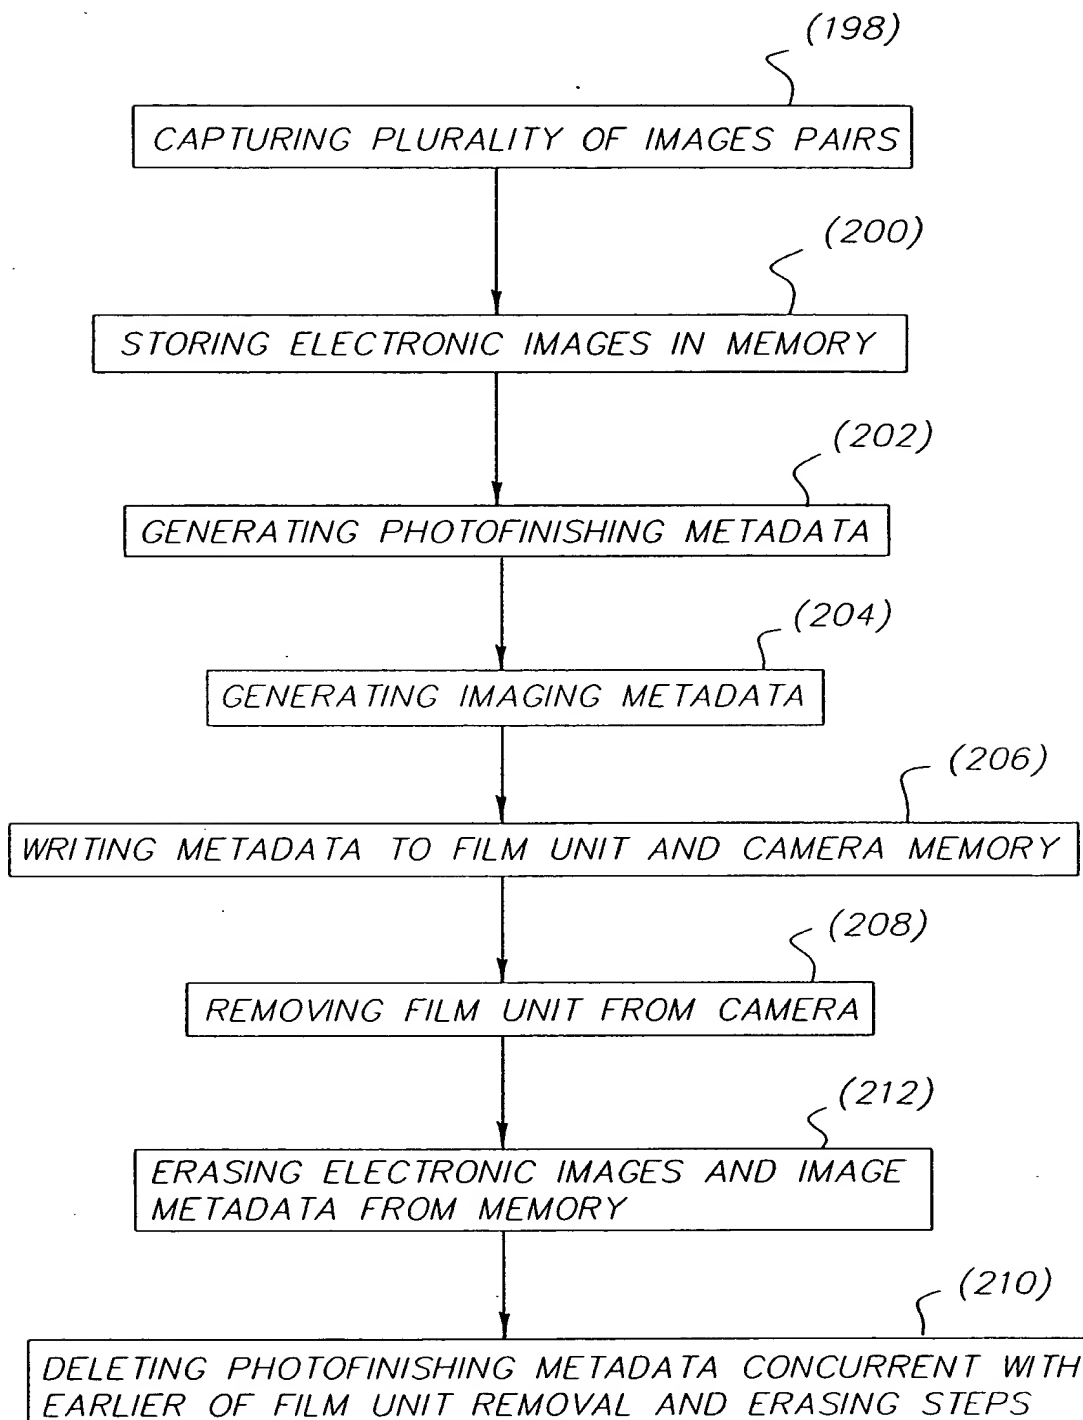 (198)
CAPTURING PLURALITY OF IMAGES PAIRS
(200)
STORING ELECTRONIC IMAGES IN MEMORY
(202)
GENERATING PHOTOFINISHING METADATA
(204)
GENERATING IMAGING METADATA
(206)
WRITING METADATA TO FILM UNIT AND CAMERA MEMORY
(208)
REMOVING FILM UNIT FROM CAMERA
(212)
ERASING ELECTRONIC IMAGES AND IMAGE
METADATA FROM MEMORY
(210)
DELETING PHOTOFINISHING METADATA CONCURRENT WITH
EARLIER OF FILM UNIT REMOVAL AND ERASING STEPS